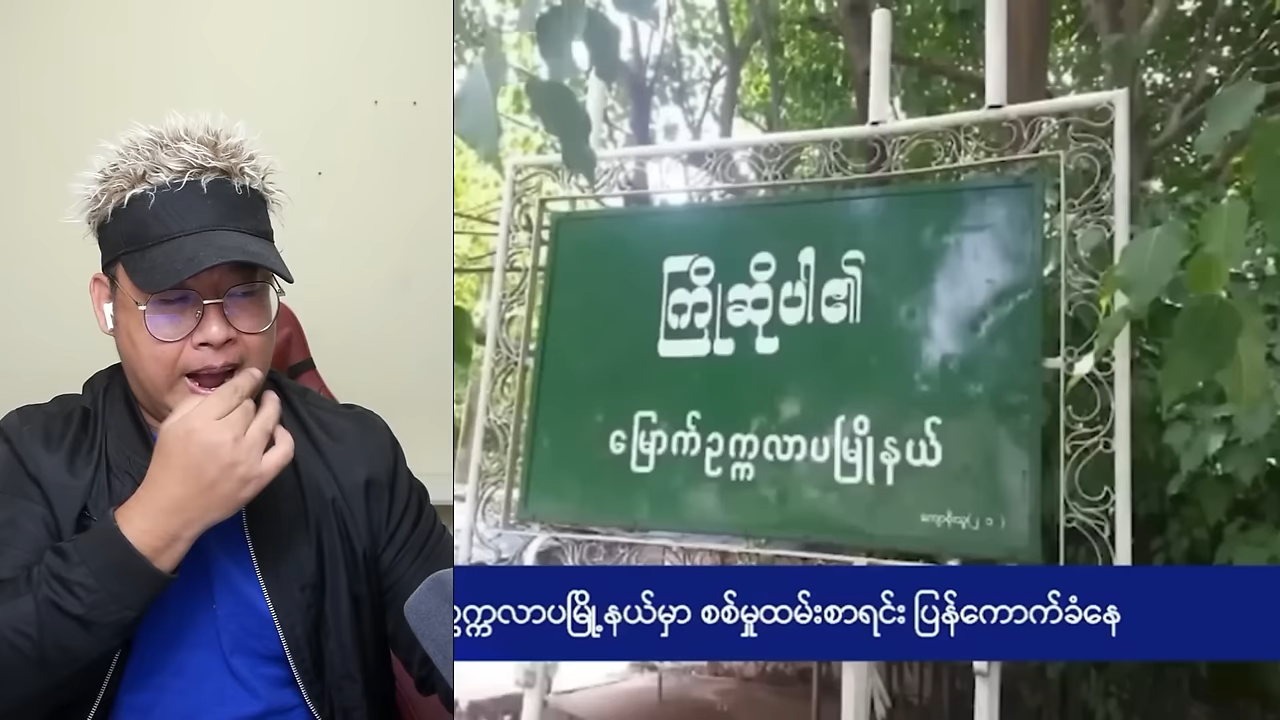 ကြိုဆိုပါ၏
မြောက်ဥက္ကလာပမြို့နယ်
ဥက္ကလာပမြို့နယ်မှာ စစ်မှုထမ်းစာရင်း ပြန်ကောက်ခံနေ